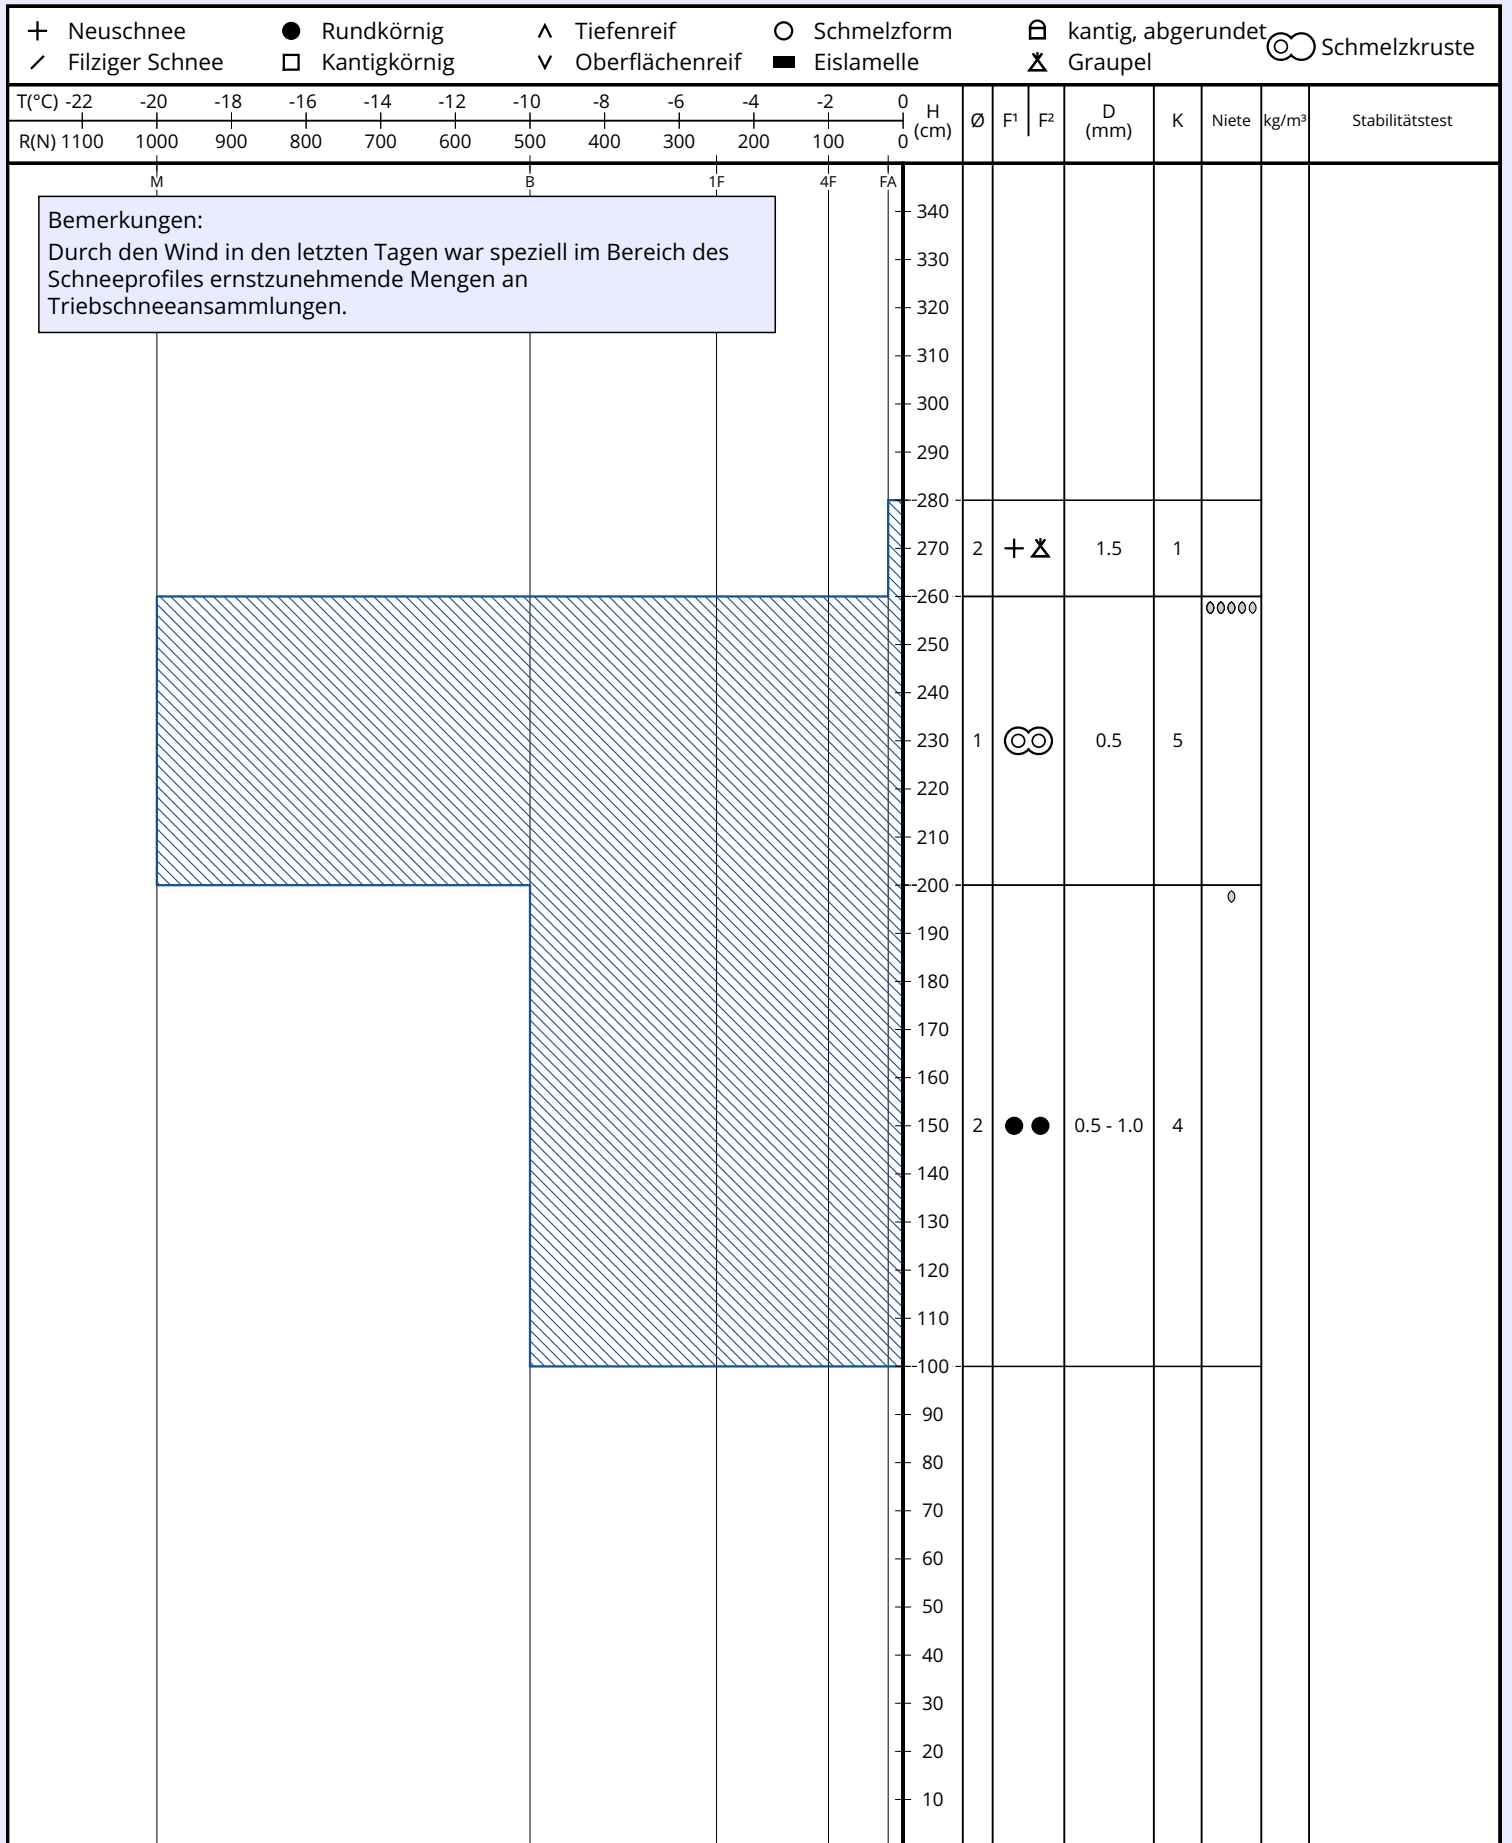 Neuschnee Rundkörnig Tiefenreif Schmelzform kantig, abgerundet Schmelzkruste
Filziger Schnee Kantigkörnig Oberflächenreif Eislamelle Graupel
T(°C) -22 -20 -18 -16 -14 -12 -10 -8 -6 -4 -2 0
R(N) 1100 1000 900 800 700 600 500 400 300 200 100 0
H (cm) Ø F¹ F² D (mm) K Niete kg/m³ Stabilitätstest
M B 1F 4F FA
Bemerkungen:
Durch den Wind in den letzten Tagen war speziell im Bereich des
Schneeprofiles ernstzunehmende Mengen an
Triebschneeansammlungen.
340
330
320
310
300
290
280
270 2 1.5 1
260
250
240
230 1 0.5 5
220
210
200
190
180
170
160
150 2 0.5 - 1.0 4
140
130
120
110
100
90
80
70
60
50
40
30
20
10